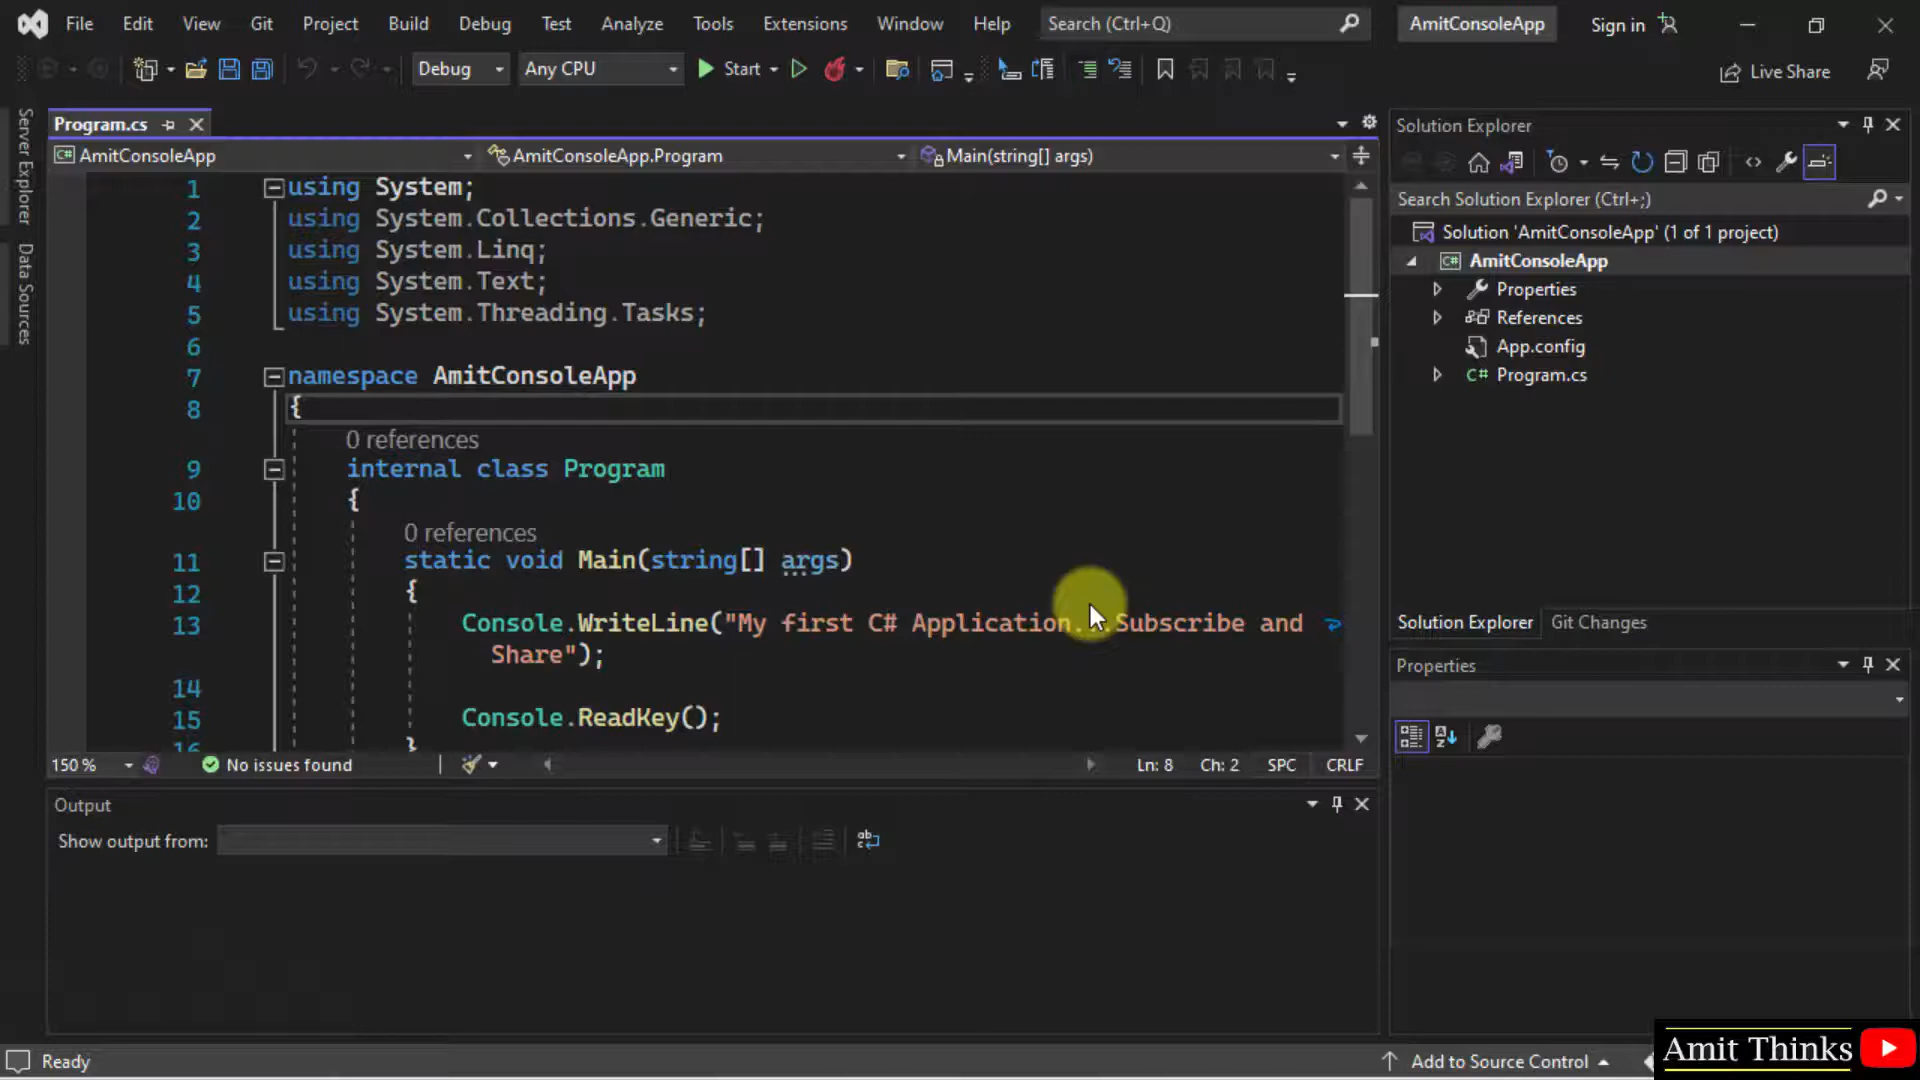 File Edit View Git Project Build Debug Test Analyze Tools Extensions Window Help Search (Ctrl+Q) AmitConsoleApp Sign in
Debug Any CPU Start Live Share
Server Explorer
Data Sources
Program.cs
AmitConsoleApp AmitConsoleApp.Program Main(string[] args)
1 using System;
2 using System.Collections.Generic;
3 using System.Linq;
4 using System.Text;
5 using System.Threading.Tasks;
6
7 namespace AmitConsoleApp
8 {
0 references
9 internal class Program
10 {
0 references
11 static void Main(string[] args)
12 {
13 Console.WriteLine("My first C# Application...Subscribe and
Share");
14
15 Console.ReadKey();
16 }
150 % No issues found Ln: 8 Ch: 2 SPC CRLF
Output
Show output from:
Solution Explorer
Search Solution Explorer (Ctrl+;)
Solution 'AmitConsoleApp' (1 of 1 project)
C# AmitConsoleApp
Properties
References
App.config
C# Program.cs
Solution Explorer Git Changes
Properties
Ready Add to Source Control
Amit Thinks